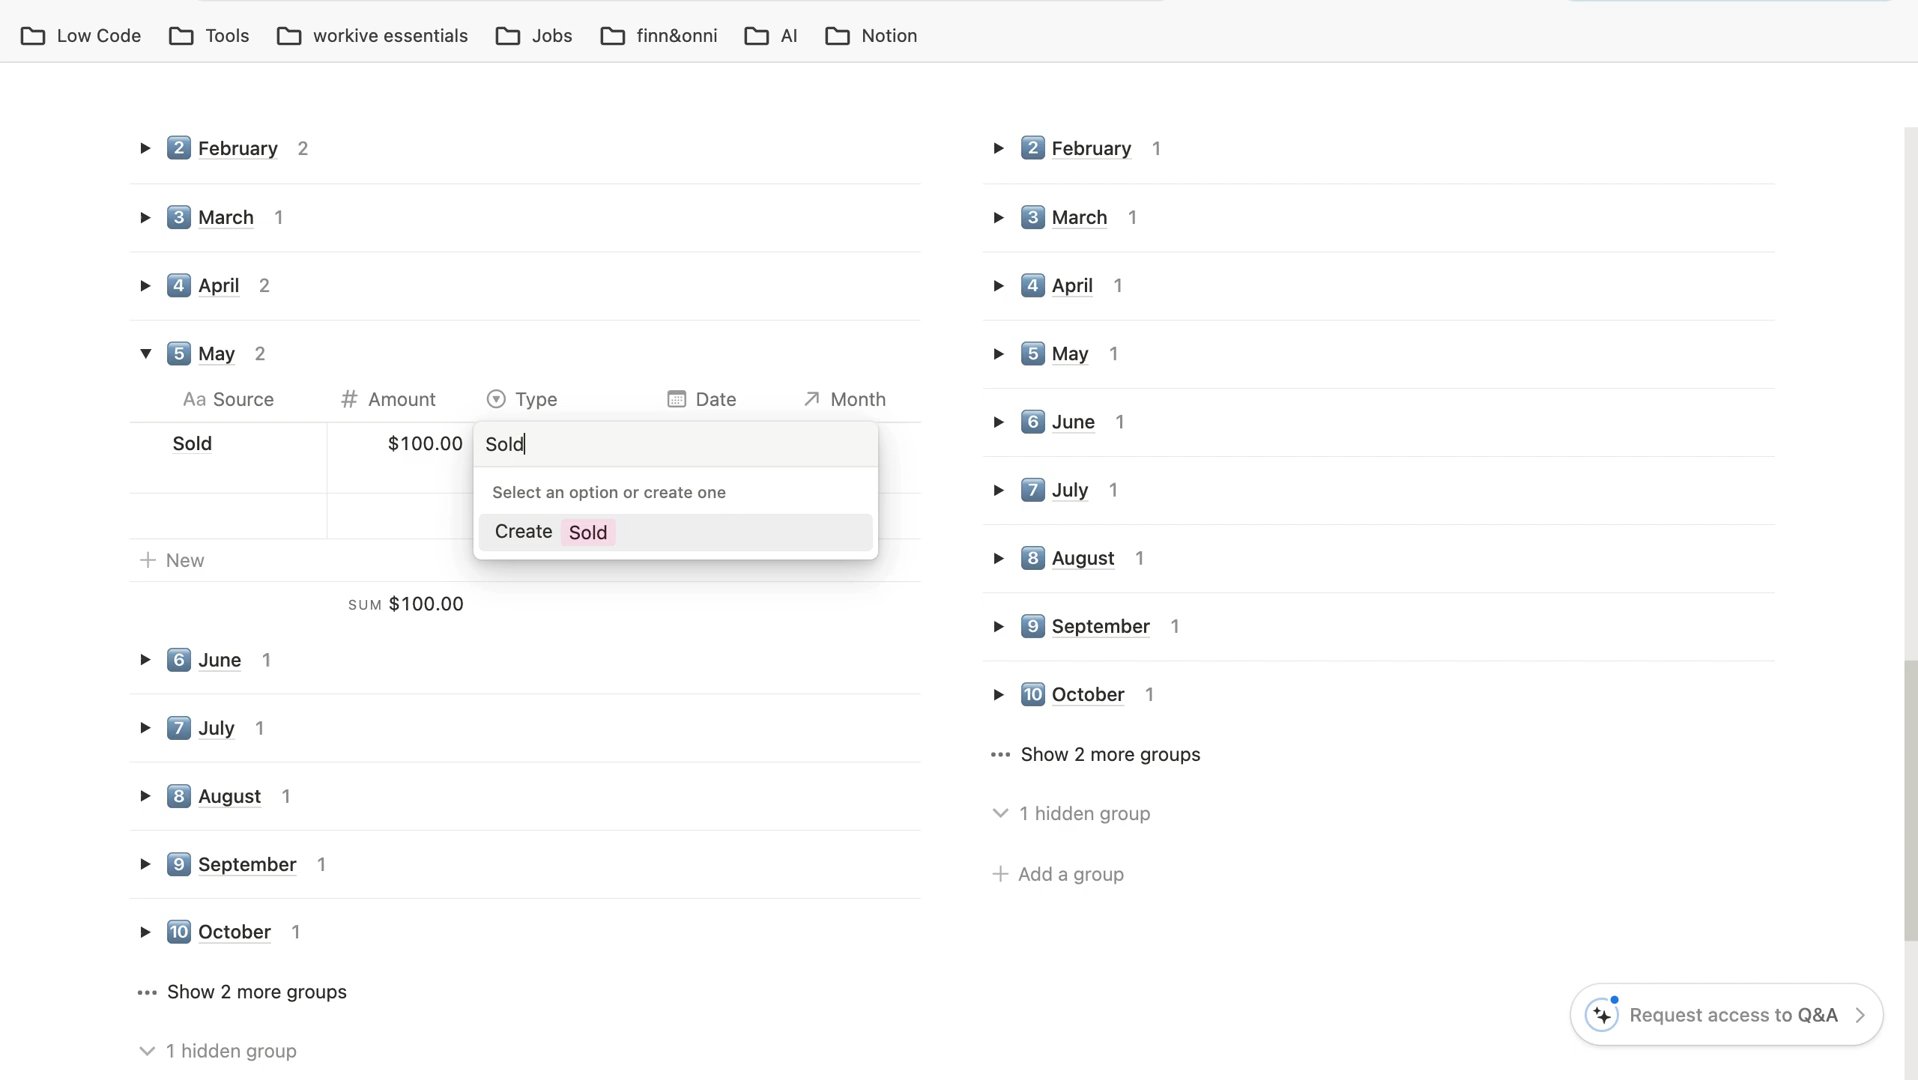 Low Code Tools workive essentials Jobs finn&onni AI Notion
2 February 2
3 March 1
4 April 2
5 May 2
Aa Source # Amount Type Date Month
Sold $100.00 Sold
Select an option or create one
Create Sold
+ New
SUM $100.00
6 June 1
7 July 1
8 August 1
9 September 1
10 October 1
••• Show 2 more groups
1 hidden group
2 February 1
3 March 1
4 April 1
5 May 1
6 June 1
7 July 1
8 August 1
9 September 1
10 October 1
••• Show 2 more groups
1 hidden group
+ Add a group
Request access to Q&A